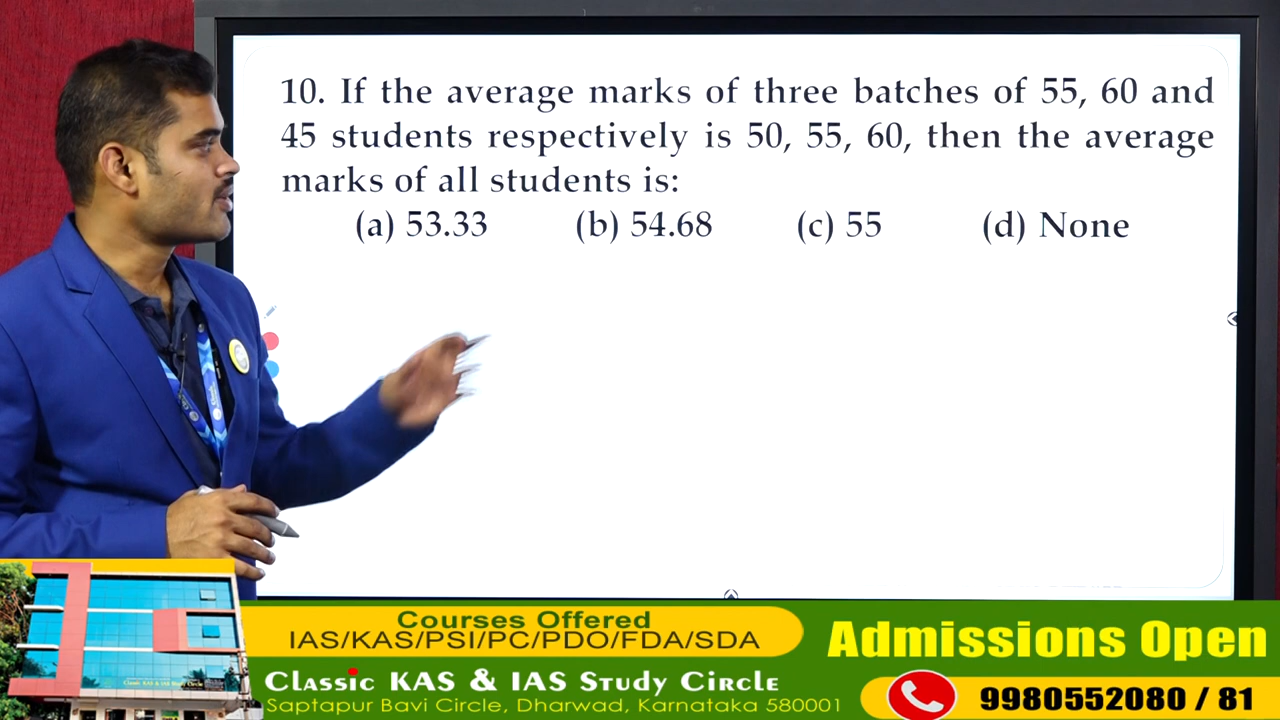 10. If the average marks of three batches of 55, 60 and
45 students respectively is 50, 55, 60, then the average
marks of all students is:
(a) 53.33 (b) 54.68 (c) 55 (d) None
Courses Offered
IAS/KAS/PSI/PC/PDO/FDA/SDA
Classic KAS & IAS Study Circle
Saptapur Bavi Circle, Dharwad, Karnataka 580001
Admissions Open
9980552080 / 81